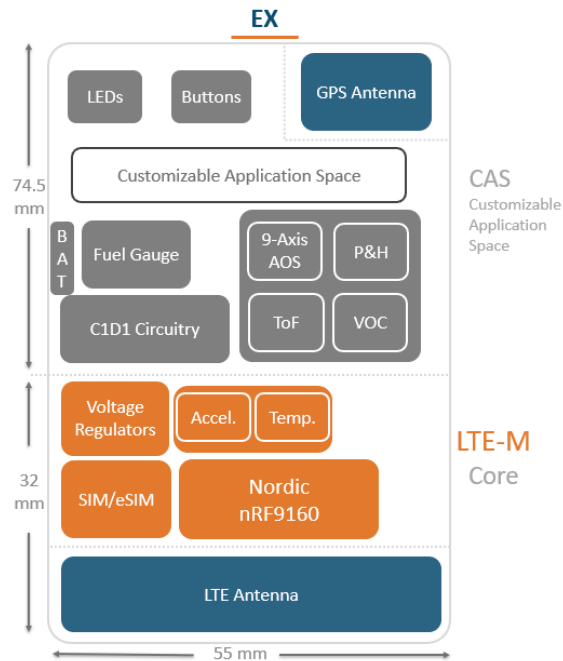 EX
LEDs
Buttons
GPS Antenna
Customizable Application Space
74.5
mm
CAS
Customizable
Application
Space
B
A
T
Fuel Gauge
9-Axis
AOS
P&H
C1D1 Circuitry
ToF
VOC
Voltage
Regulators
Accel.
Temp.
LTE-M
Core
32
mm
SIM/eSIM
Nordic
nRF9160
LTE Antenna
55 mm